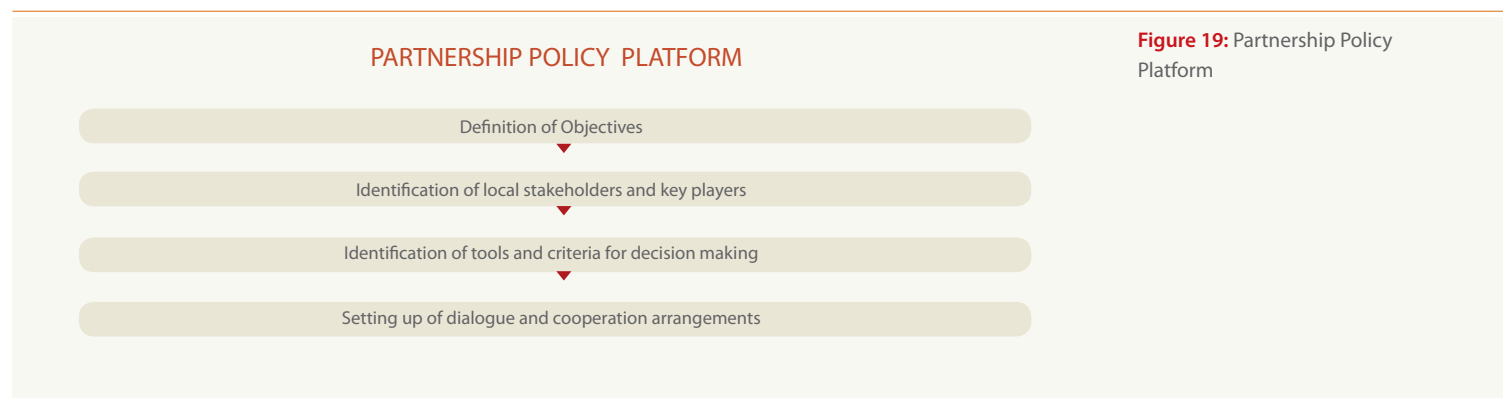 PARTNERSHIP POLICY PLATFORM
Definition of Objectives
Identification of local stakeholders and key players
Identification of tools and criteria for decision making
Setting up of dialogue and cooperation arrangements
Figure 19: Partnership Policy
Platform